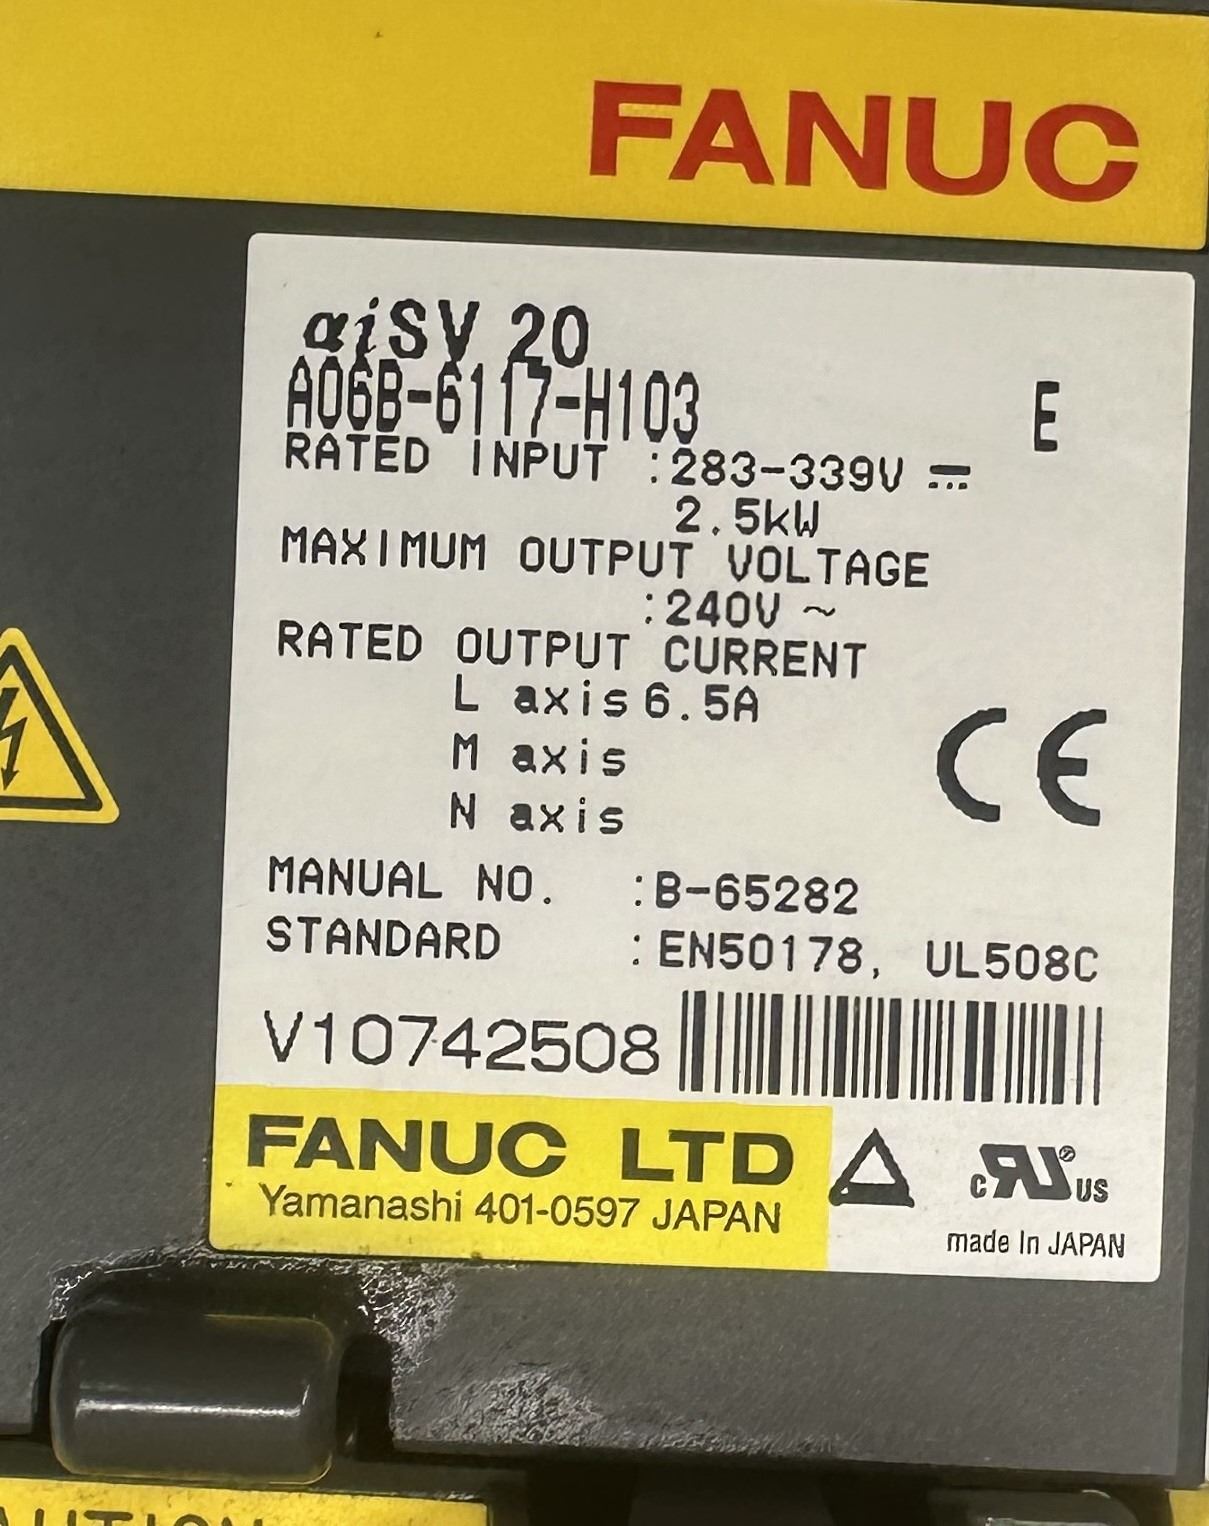 FANUC
αiSV 20
A06B-6117-H103 E
RATED INPUT :283-339V ⎓
2.5kW
MAXIMUM OUTPUT VOLTAGE
:240V ~
RATED OUTPUT CURRENT
L axis 6.5A
M axis
N axis
CE
MANUAL NO. :B-65282
STANDARD :EN50178, UL508C
V10742508
FANUC LTD
Yamanashi 401-0597 JAPAN
c RU US
made in JAPAN